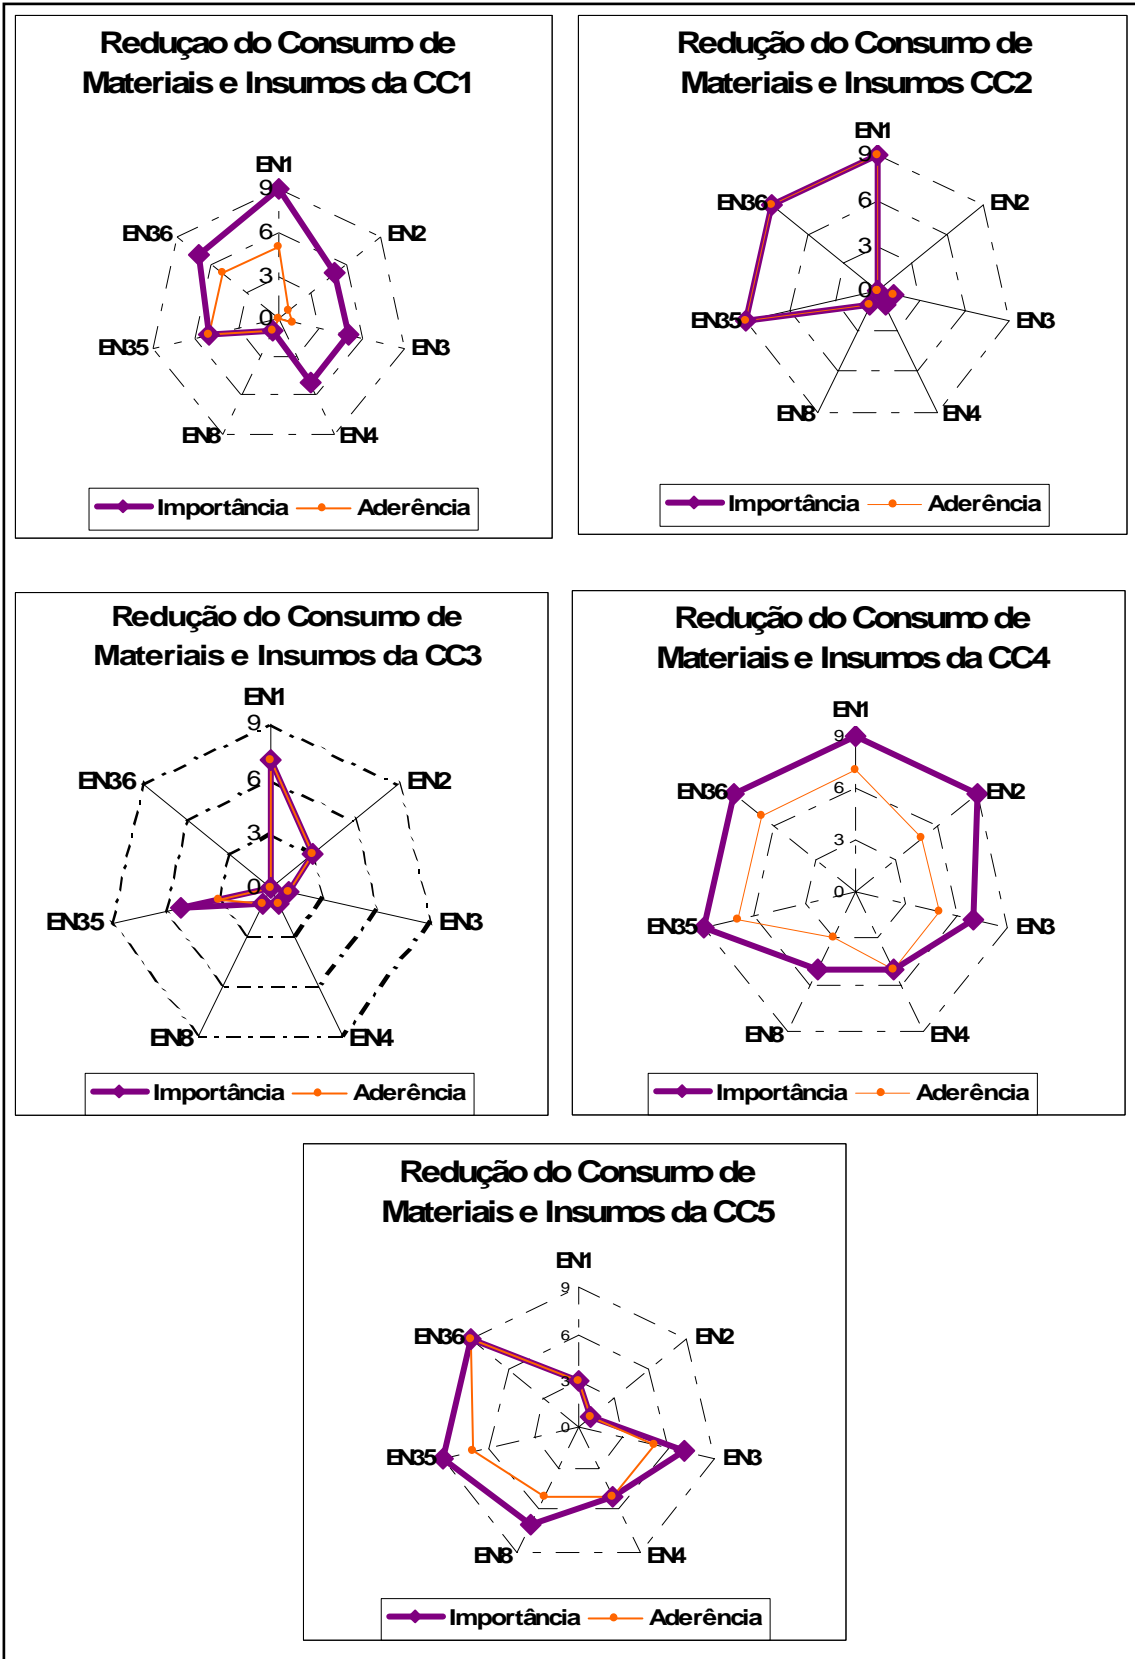 Reduçao do Consumo de
Materiais e Insumos da CC1
EN1
9
EN36
EN2
6
3
0
EN35
EN3
EN8
EN4
Importância
Aderência
Redução do Consumo de
Materiais e Insumos CC2
EN1
9
EN36
EN2
6
3
0
EN35
EN3
EN8
EN4
Importância
Aderência
Redução do Consumo de
Materiais e Insumos da CC3
EN1
9
EN36
EN2
6
3
0
EN35
EN3
EN8
EN4
Importância
Aderência
Redução do Consumo de
Materiais e Insumos da CC4
EN1
9
EN36
EN2
6
3
0
EN35
EN3
EN8
EN4
Importância
Aderência
Redução do Consumo de
Materiais e Insumos da CC5
EN1
9
EN36
EN2
6
3
0
EN35
EN3
EN8
EN4
Importância
Aderência